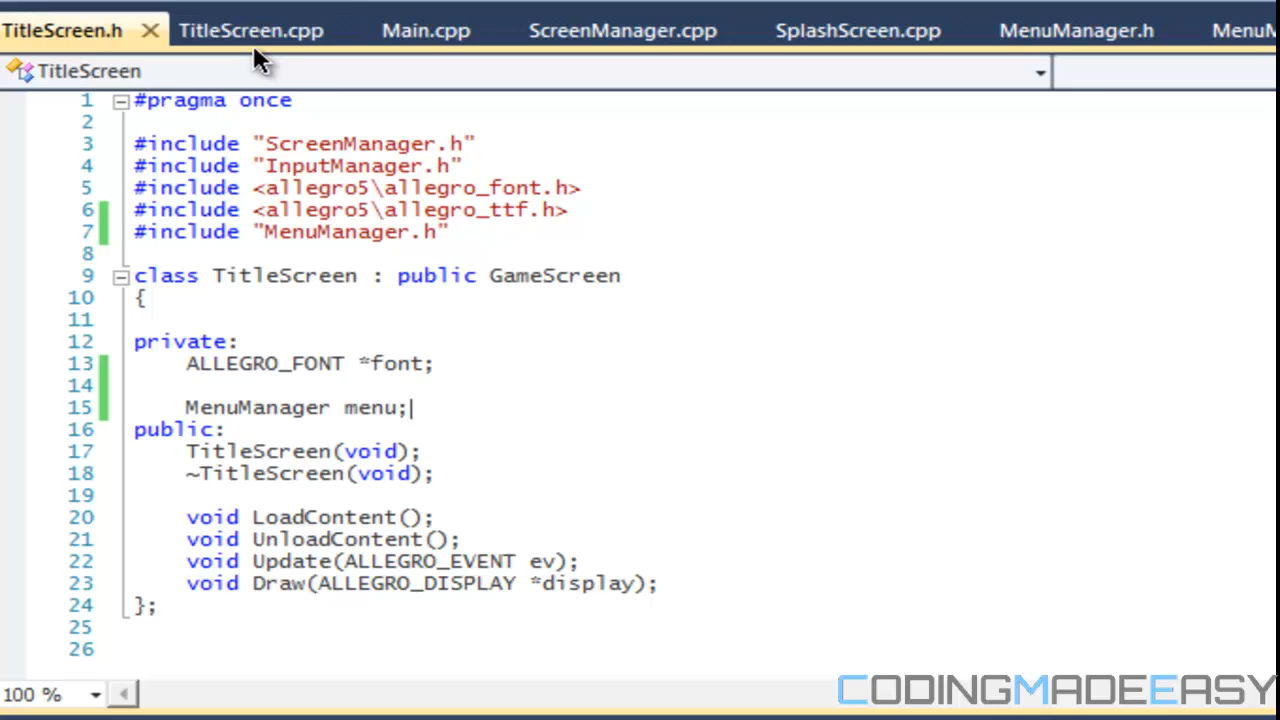 TitleScreen.h TitleScreen.cpp Main.cpp ScreenManager.cpp SplashScreen.cpp MenuManager.h
TitleScreen
1 #pragma once
2
3 #include "ScreenManager.h"
4 #include "InputManager.h"
5 #include <allegro5\allegro_font.h>
6 #include <allegro5\allegro_ttf.h>
7 #include "MenuManager.h"
8
9 class TitleScreen : public GameScreen
10 {
11
12 private:
13 ALLEGRO_FONT *font;
14
15 MenuManager menu;
16 public:
17 TitleScreen(void);
18 ~TitleScreen(void);
19
20 void LoadContent();
21 void UnloadContent();
22 void Update(ALLEGRO_EVENT ev);
23 void Draw(ALLEGRO_DISPLAY *display);
24 };
25
26
100 %
CODINGMADEEASY